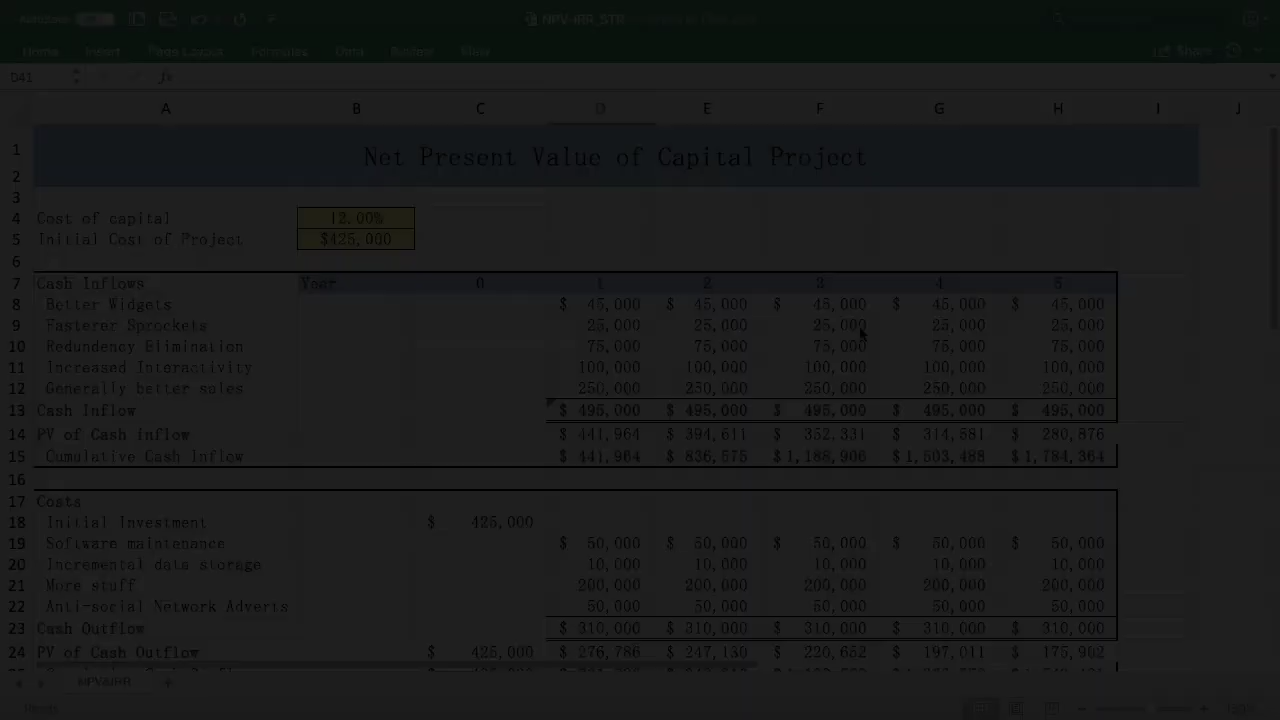 NPV-IRR_STR
Home Insert Page Layout Formulas Data Review View Share
D41 fx
A B C D E F G H I J
1 Net Present Value of Capital Project
2
3
4 Cost of capital 12.00%
5 Initial Cost of Project $425,000
6
7 Cash Inflows Year 0 1 2 3 4 5
8 Better Widgets $ 45,000 $ 45,000 $ 45,000 $ 45,000 $ 45,000
9 Fasterer Sprockets 25,000 25,000 25,000 25,000 25,000
10 Redundency Elimination 75,000 75,000 75,000 75,000 75,000
11 Increased Interactivity 100,000 100,000 100,000 100,000 100,000
12 Generally better sales 250,000 250,000 250,000 250,000 250,000
13 Cash Inflow $ 495,000 $ 495,000 $ 495,000 $ 495,000 $ 495,000
14 PV of Cash inflow $ 441,964 $ 394,611 $ 352,331 $ 314,581 $ 280,876
15 Cumulative Cash Inflow $ 441,964 $ 836,575 $ 1,188,906 $ 1,503,488 $ 1,784,364
16
17 Costs
18 Initial Investment $ 425,000
19 Software maintenance $ 50,000 $ 50,000 $ 50,000 $ 50,000 $ 50,000
20 Incremental data storage 10,000 10,000 10,000 10,000 10,000
21 More stuff 200,000 200,000 200,000 200,000 200,000
22 Anti-social Network Adverts 50,000 50,000 50,000 50,000 50,000
23 Cash Outflow $ 310,000 $ 310,000 $ 310,000 $ 310,000 $ 310,000
24 PV of Cash Outflow $ 425,000 $ 276,786 $ 247,130 $ 220,652 $ 197,011 $ 175,902
NPV-IRR
Ready